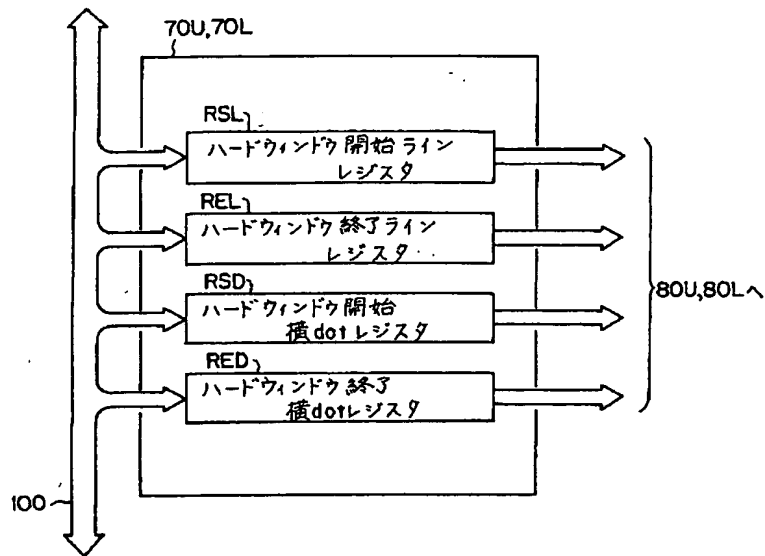 70U,70L
RSL
ハードウィンドウ開始ライン
レジスタ
REL
ハードウィンドウ終了ライン
レジスタ
RSD
ハードウィンドウ開始
横dotレジスタ
RED
ハードウィンドウ終了
横dotレジスタ
80U,80Lへ
100